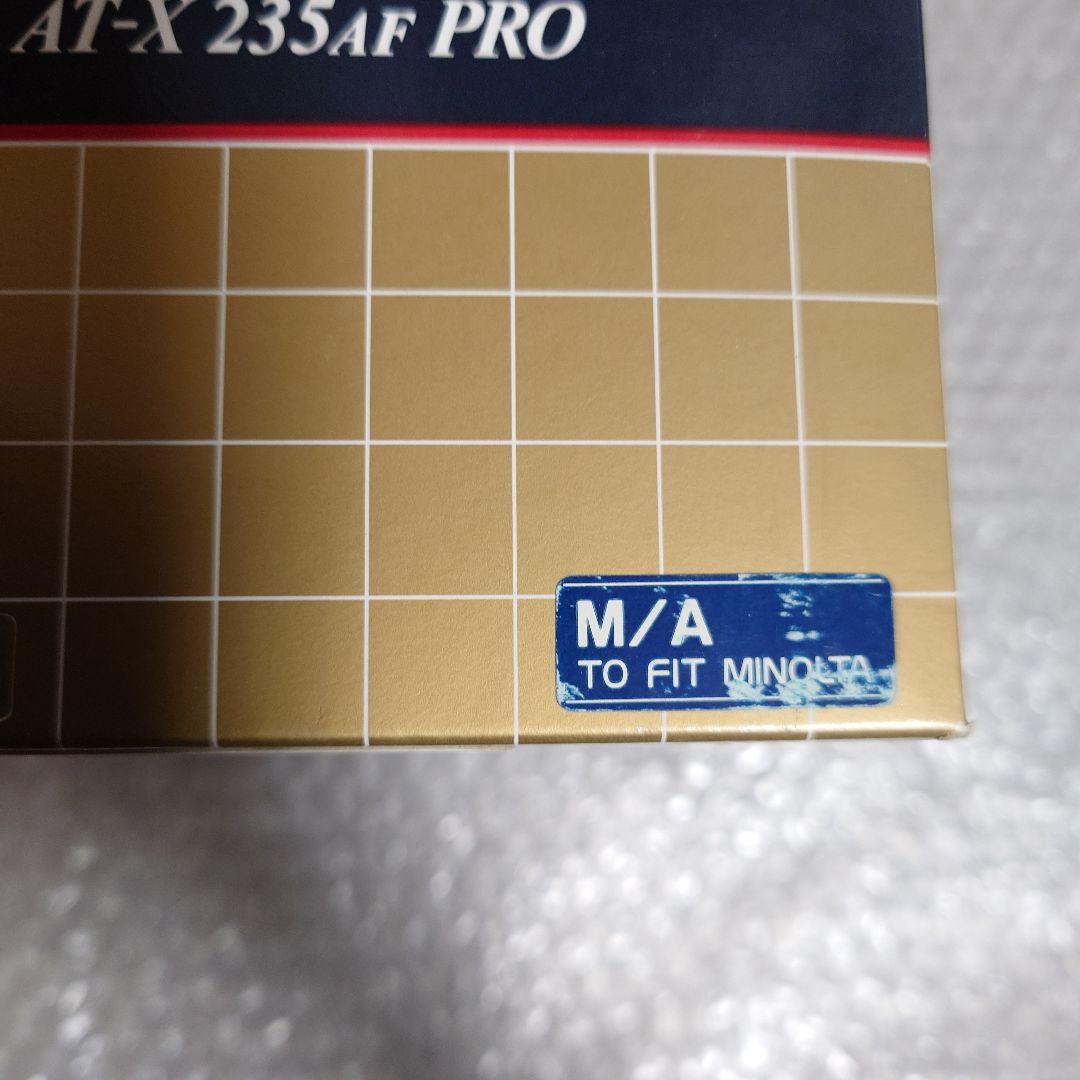 AT-X 235AF PRO
M/A
TO FIT MINOLTA